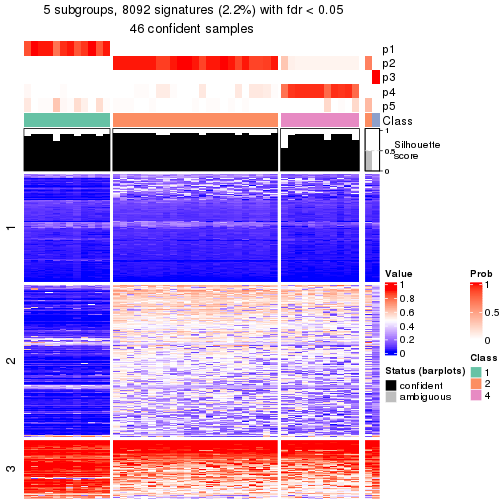 5 subgroups, 8092 signatures (2.2%) with fdr < 0.05
46 confident samples
p1
p2
p3
p4
p5
Class
1
0.5
0
Silhouette
score
1
2
3
Value
1
0.8
0.6
0.4
0.2
0
Prob
1
0.5
0
Status (barplots)
confident
ambiguous
Class
1
2
4